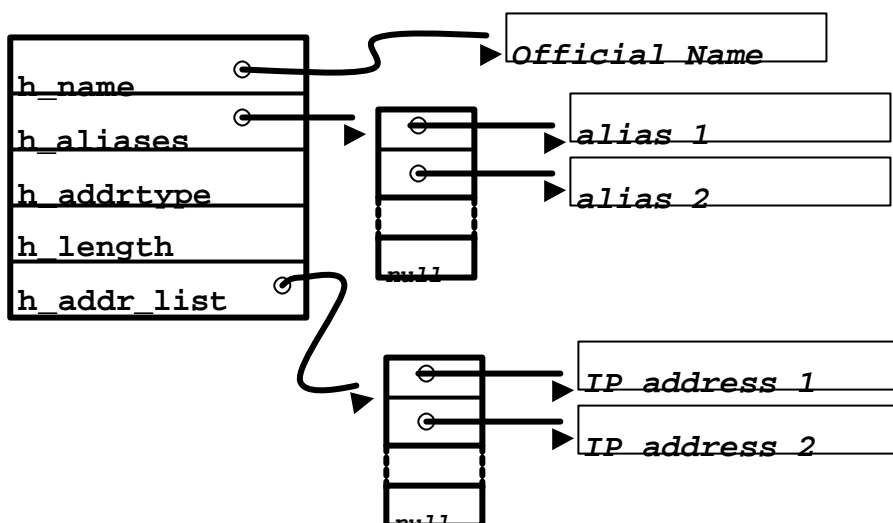 Official Name
h_name
h_aliases
alias 1
h_addrtype
alias 2
h_length
null
h_addr_list
IP address 1
IP address 2
null